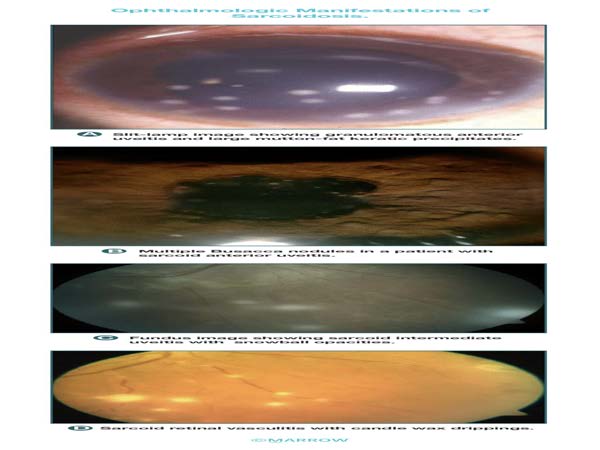 Ophthalmologic Manifestations of
Sarcoidosis.
A Slit-lamp image showing granulomatous anterior
uveitis and large mutton-fat keratic precipitates.
B Multiple Busacca nodules in a patient with
sarcoid anterior uveitis.
C Fundus image showing sarcoid intermediate
uveitis with snowball opacities.
Sarcoid retinal vasculitis with candle wax drippings.
©MARROW